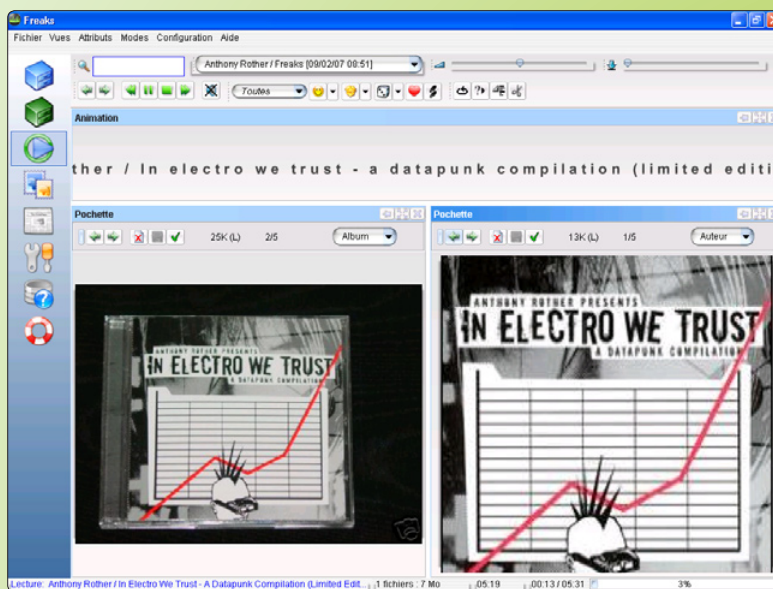 Freaks
Fichier Vues Attributs Modes Configuration Aide
Anthony Rother / Freaks [09/02/07 08:51]
Toutes
Animation
ther / In electro we trust - a datapunk compilation (limited editi
Pochette
25K (L) 2/5 Album
ANTHONY ROTHER PRESENTS
IN ELECTRO WE TRUST
A DATAPUNK COMPILATION
Pochette
13K (L) 1/5 Auteur
ANTHONY ROTHER PRESENTS
IN ELECTRO WE TRUST
A DATAPUNK COMPILATION
Lecture: Anthony Rother / In Electro We Trust - A Datapunk Compilation (Limited Edit... 1 fichiers : 7 Mo 05:19 00:13 / 05:31 3%